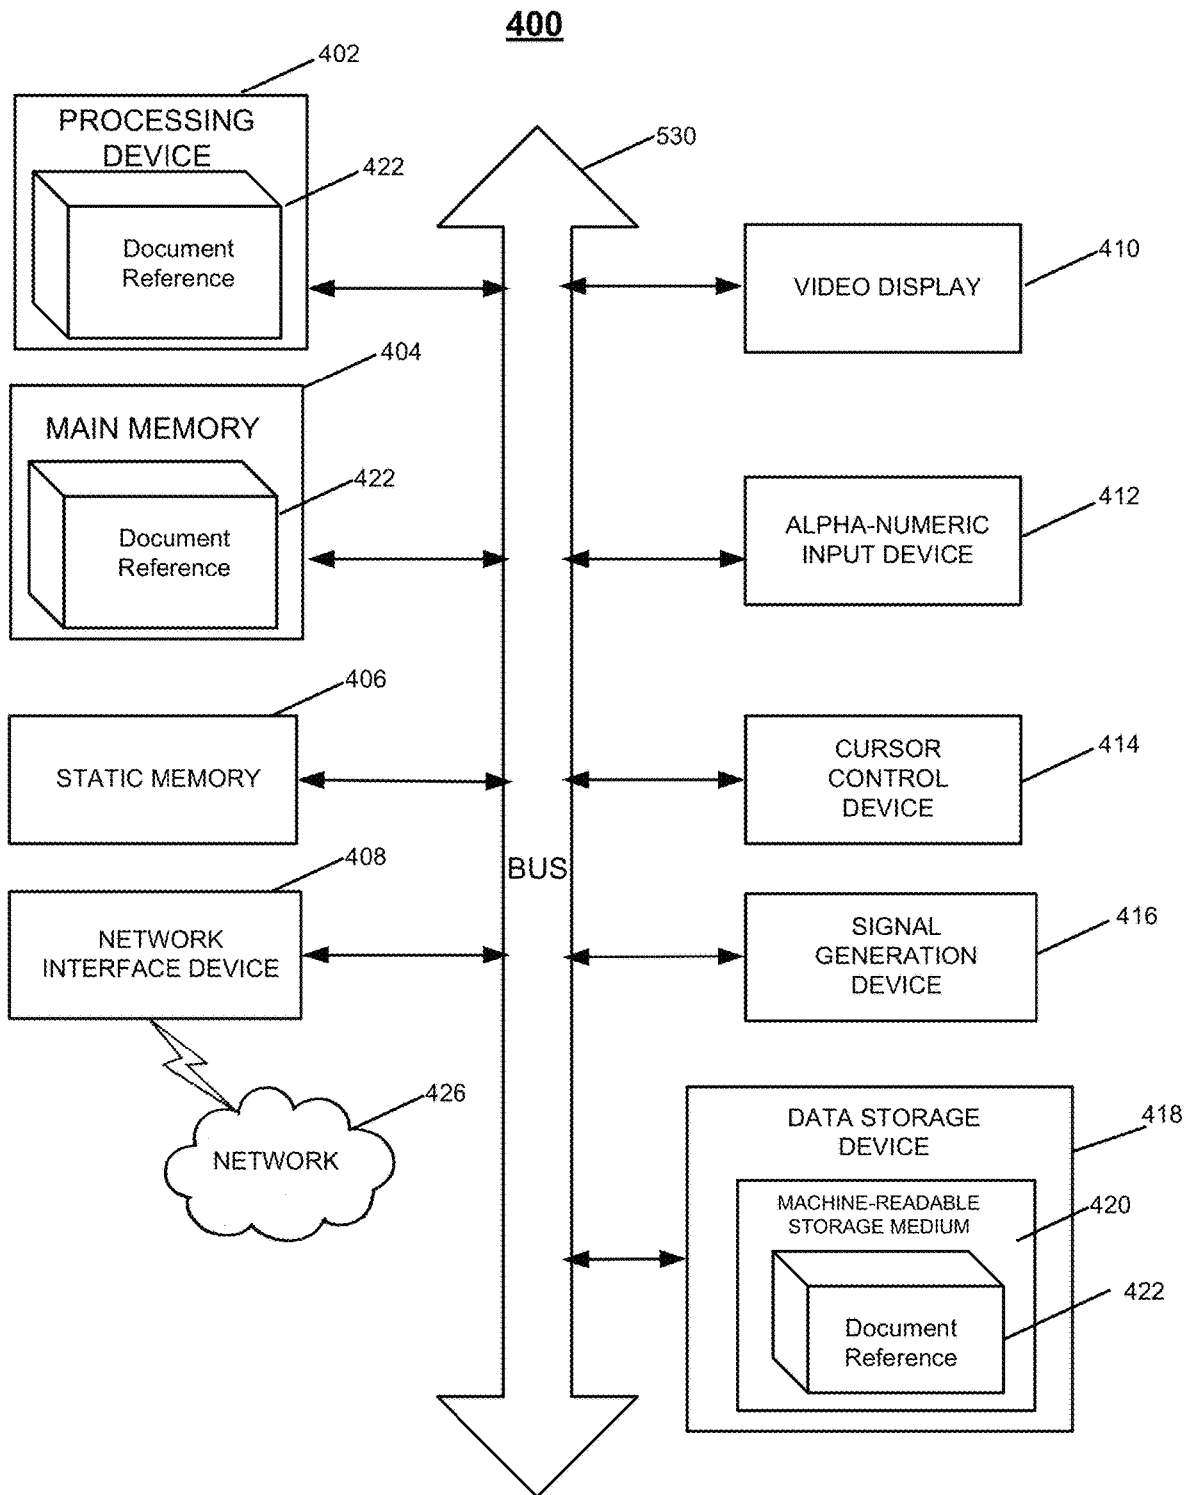 400
402
PROCESSING
DEVICE
422
Document
Reference
404
MAIN MEMORY
422
Document
Reference
406
STATIC MEMORY
408
NETWORK
INTERFACE DEVICE
426
NETWORK
530
BUS
410
VIDEO DISPLAY
412
ALPHA-NUMERIC
INPUT DEVICE
414
CURSOR
CONTROL
DEVICE
416
SIGNAL
GENERATION
DEVICE
418
DATA STORAGE
DEVICE
420
MACHINE-READABLE
STORAGE MEDIUM
422
Document
Reference